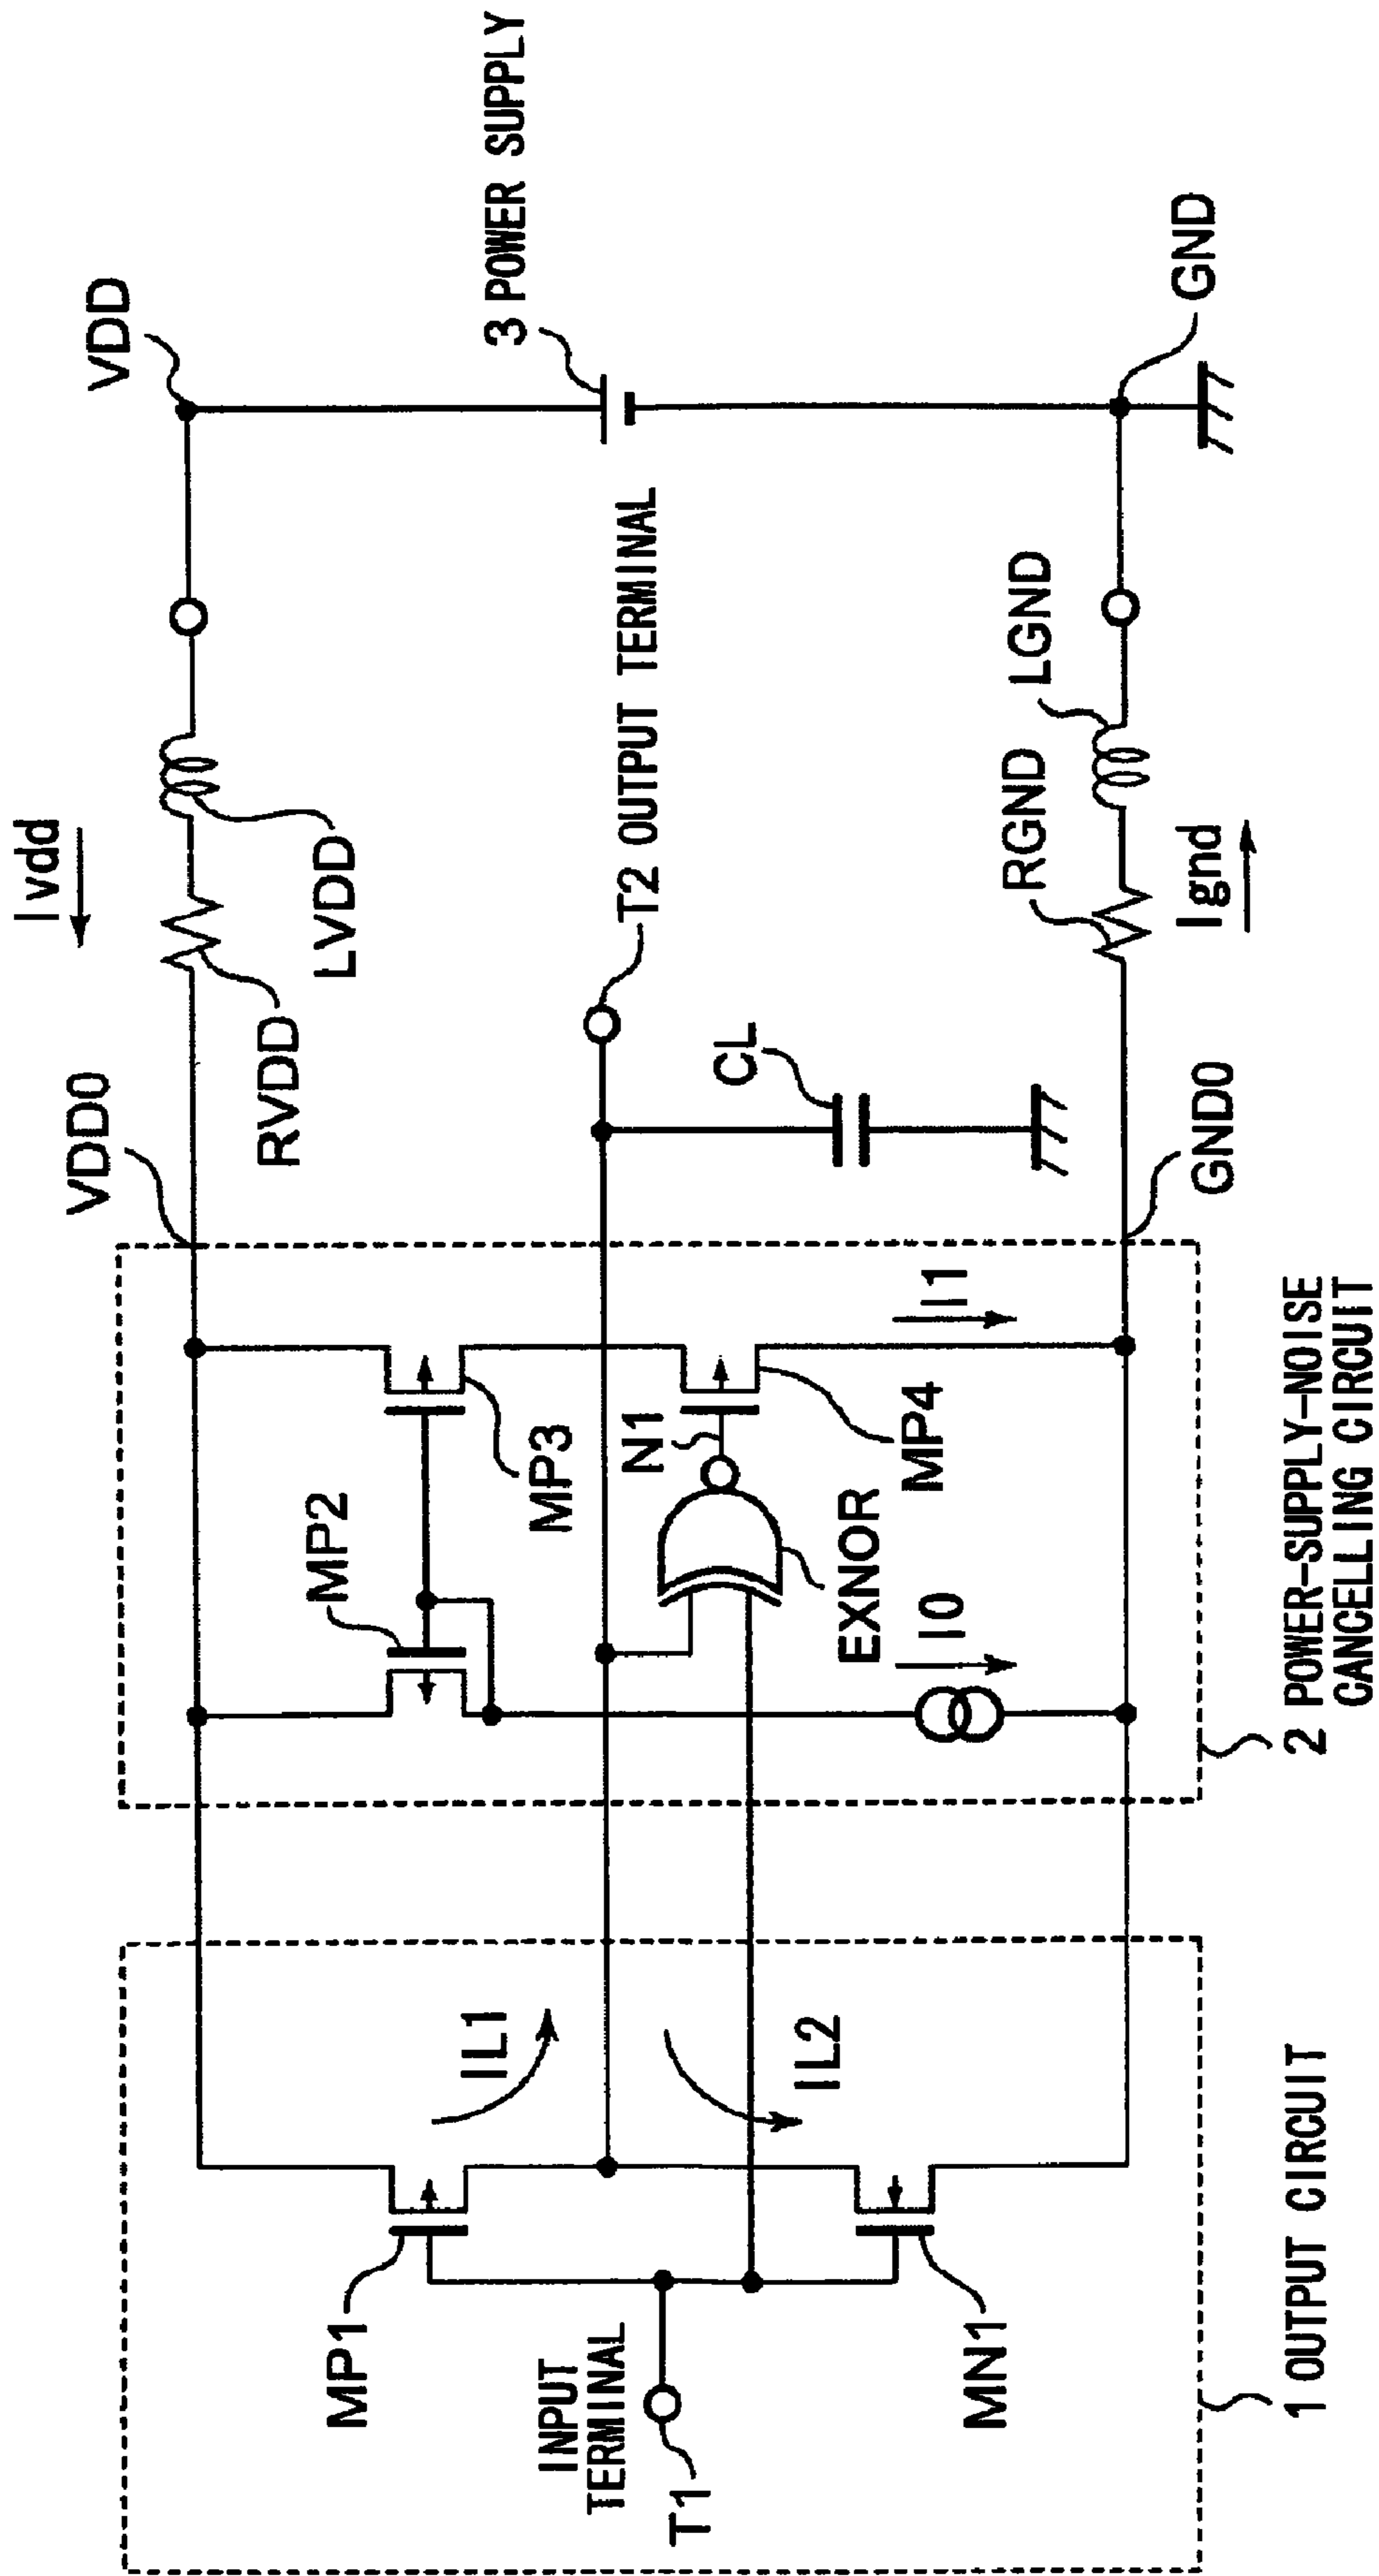 VDD
Ivdd
LVDD
RVDD
VDD0
3 POWER SUPPLY
T2 OUTPUT TERMINAL
CL
GND
LGND
RGND
Ignd
GND0
MP2
MP3
N1
MP4
EXNOR
I0
I1
2 POWER-SUPPLY-NOISE
CANCELLING CIRCUIT
IL1
IL2
MP1
MN1
INPUT
TERMINAL
T1
1 OUTPUT CIRCUIT